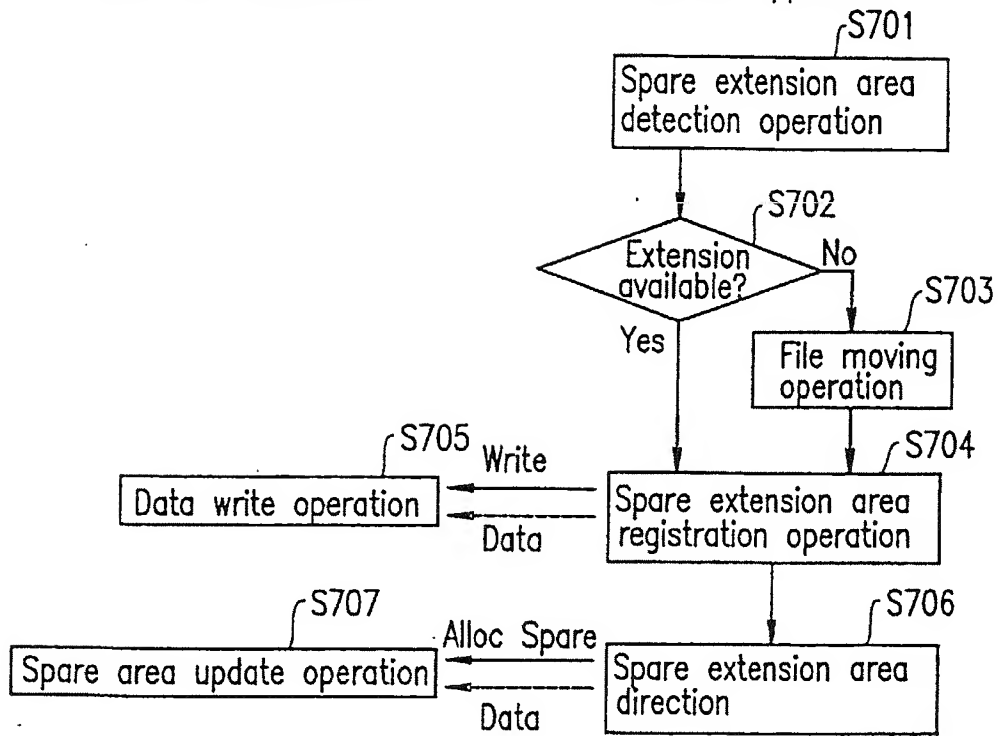 S701
Spare extension area
detection operation
S702
Extension
available?
No
Yes
S703
File moving
operation
S704
Spare extension area
registration operation
S705
Data write operation
Write
Data
S706
Spare extension area
direction
S707
Spare area update operation
Alloc Spare
Data